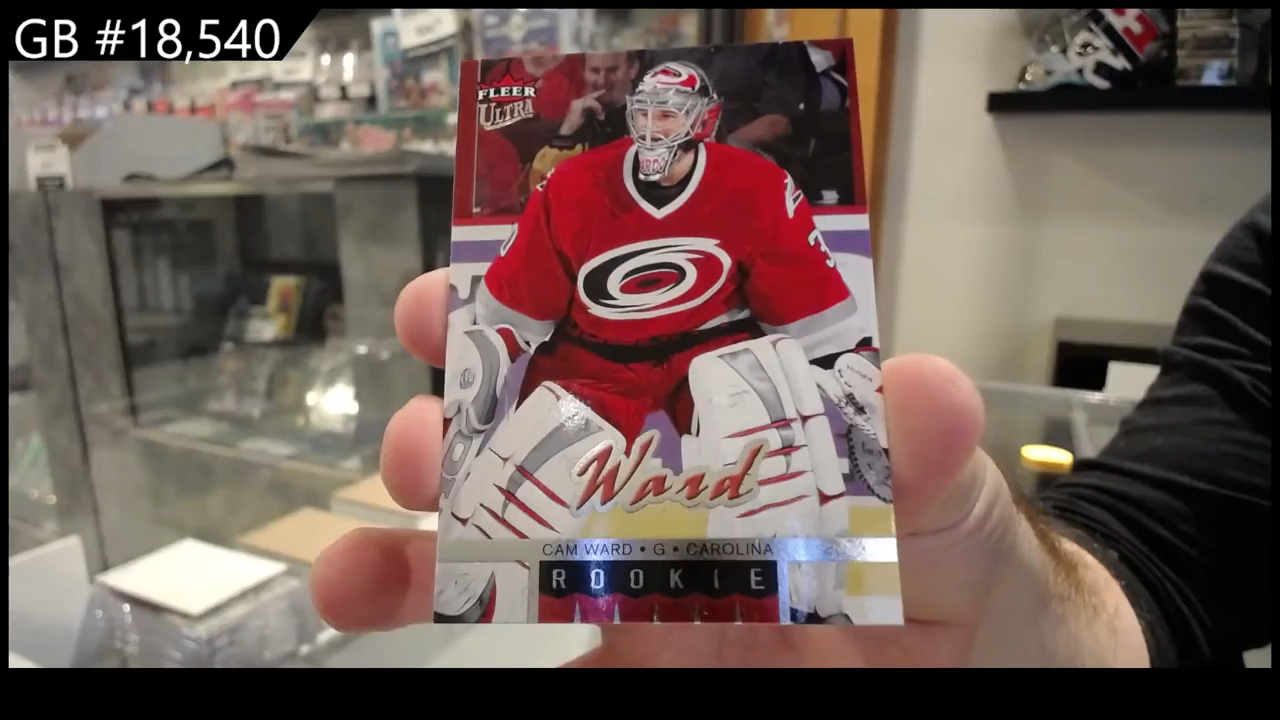 GB #18,540
FLEER
ULTRA
Ward
CAM WARD • G • CAROLINA
ROOKIE